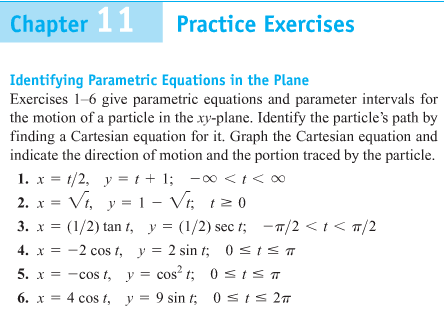 Chapter 11 Practice Exercises
Identifying Parametric Equations in the Plane
Exercises 1–6 give parametric equations and parameter intervals for
the motion of a particle in the xy-plane. Identify the particle's path by
finding a Cartesian equation for it. Graph the Cartesian equation and
indicate the direction of motion and the portion traced by the particle.
1. x = t/2, y = t + 1; −∞ < t < ∞
2. x = √t, y = 1 − √t; t ≥ 0
3. x = (1/2) tan t, y = (1/2) sec t; −π/2 < t < π/2
4. x = −2 cos t, y = 2 sin t; 0 ≤ t ≤ π
5. x = −cos t, y = cos² t; 0 ≤ t ≤ π
6. x = 4 cos t, y = 9 sin t; 0 ≤ t ≤ 2π